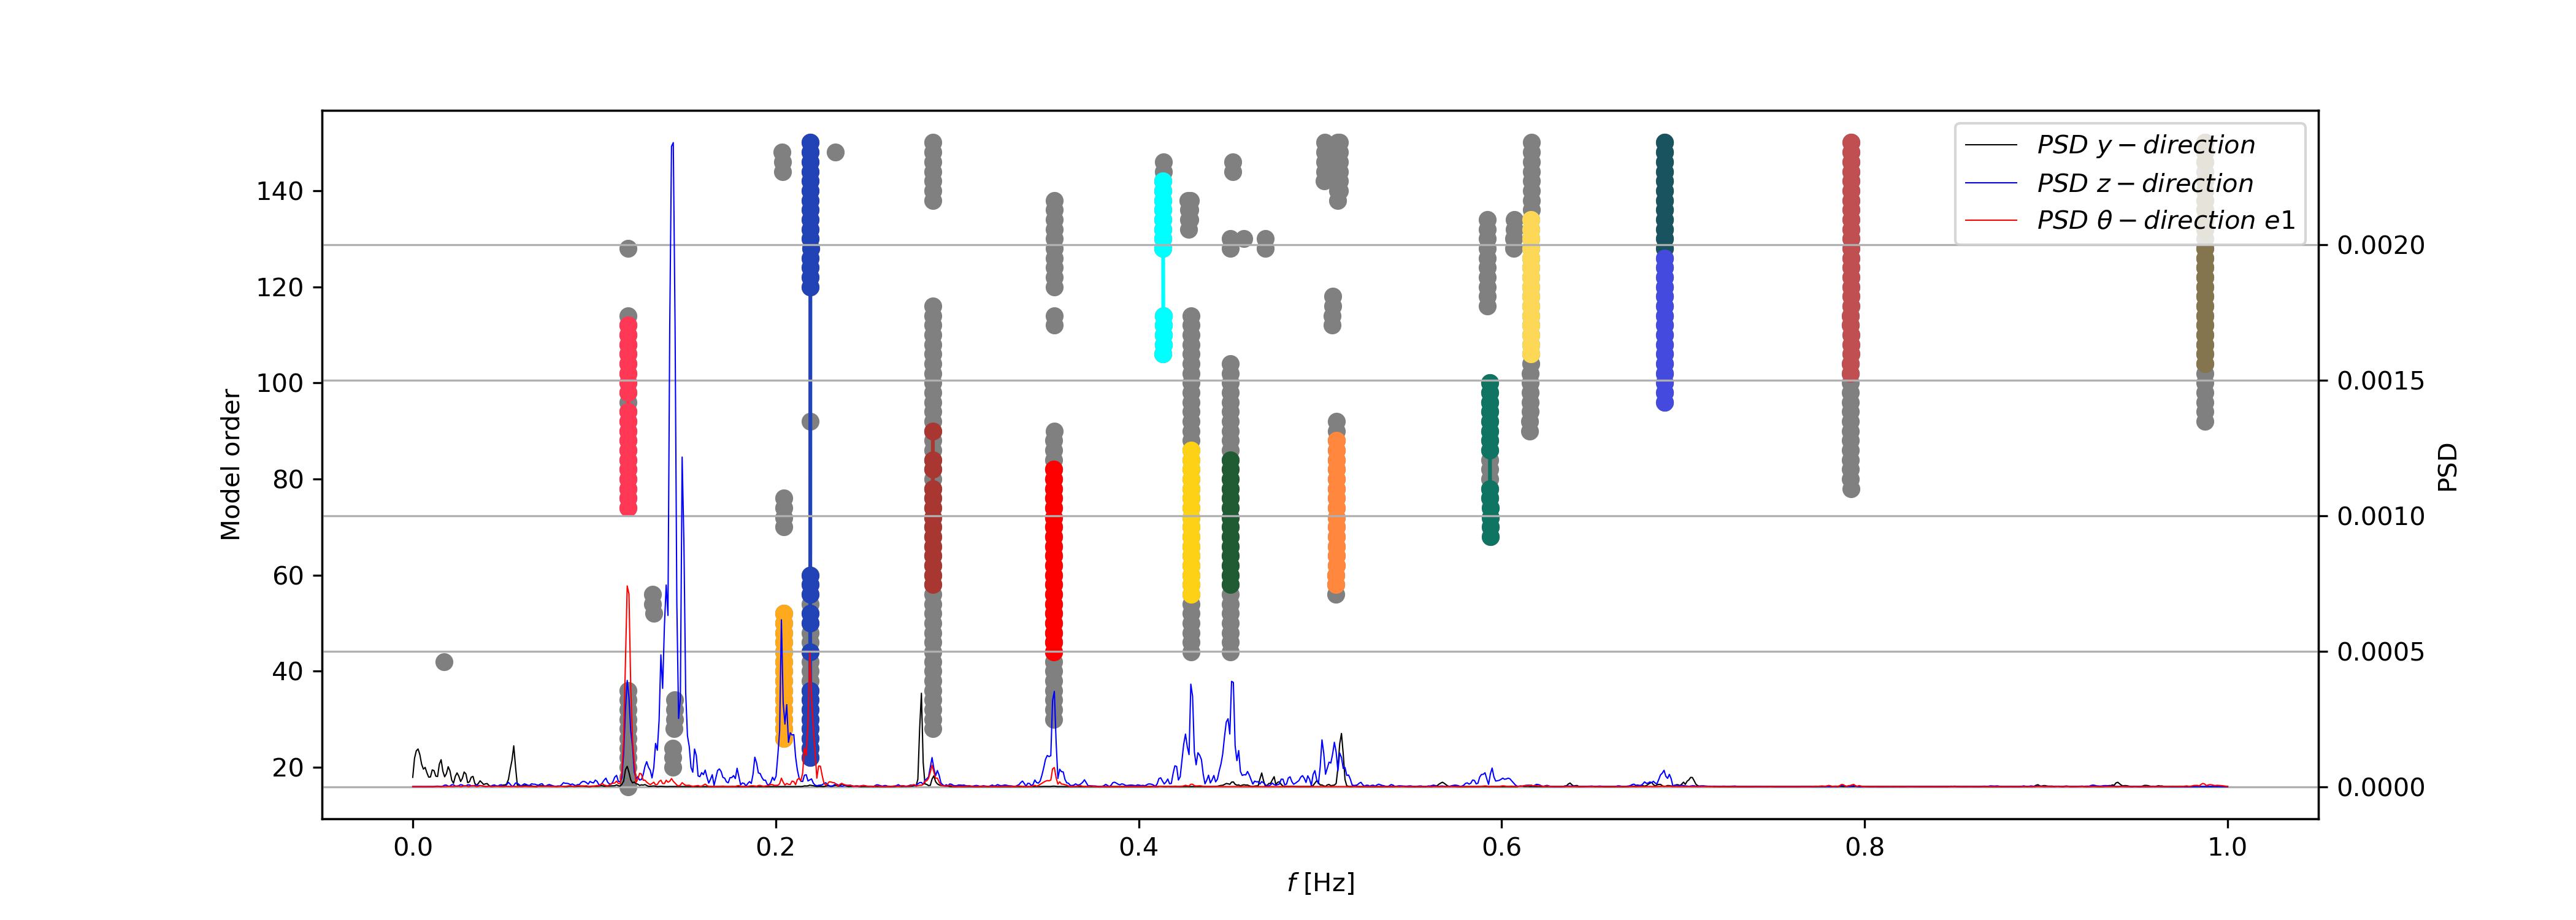 PSD y − direction
PSD z − direction
PSD θ − direction e1
140
120
100
80
60
40
20
Model order
0.0020
0.0015
0.0010
0.0005
0.0000
PSD
0.0 0.2 0.4 0.6 0.8 1.0
f [Hz]